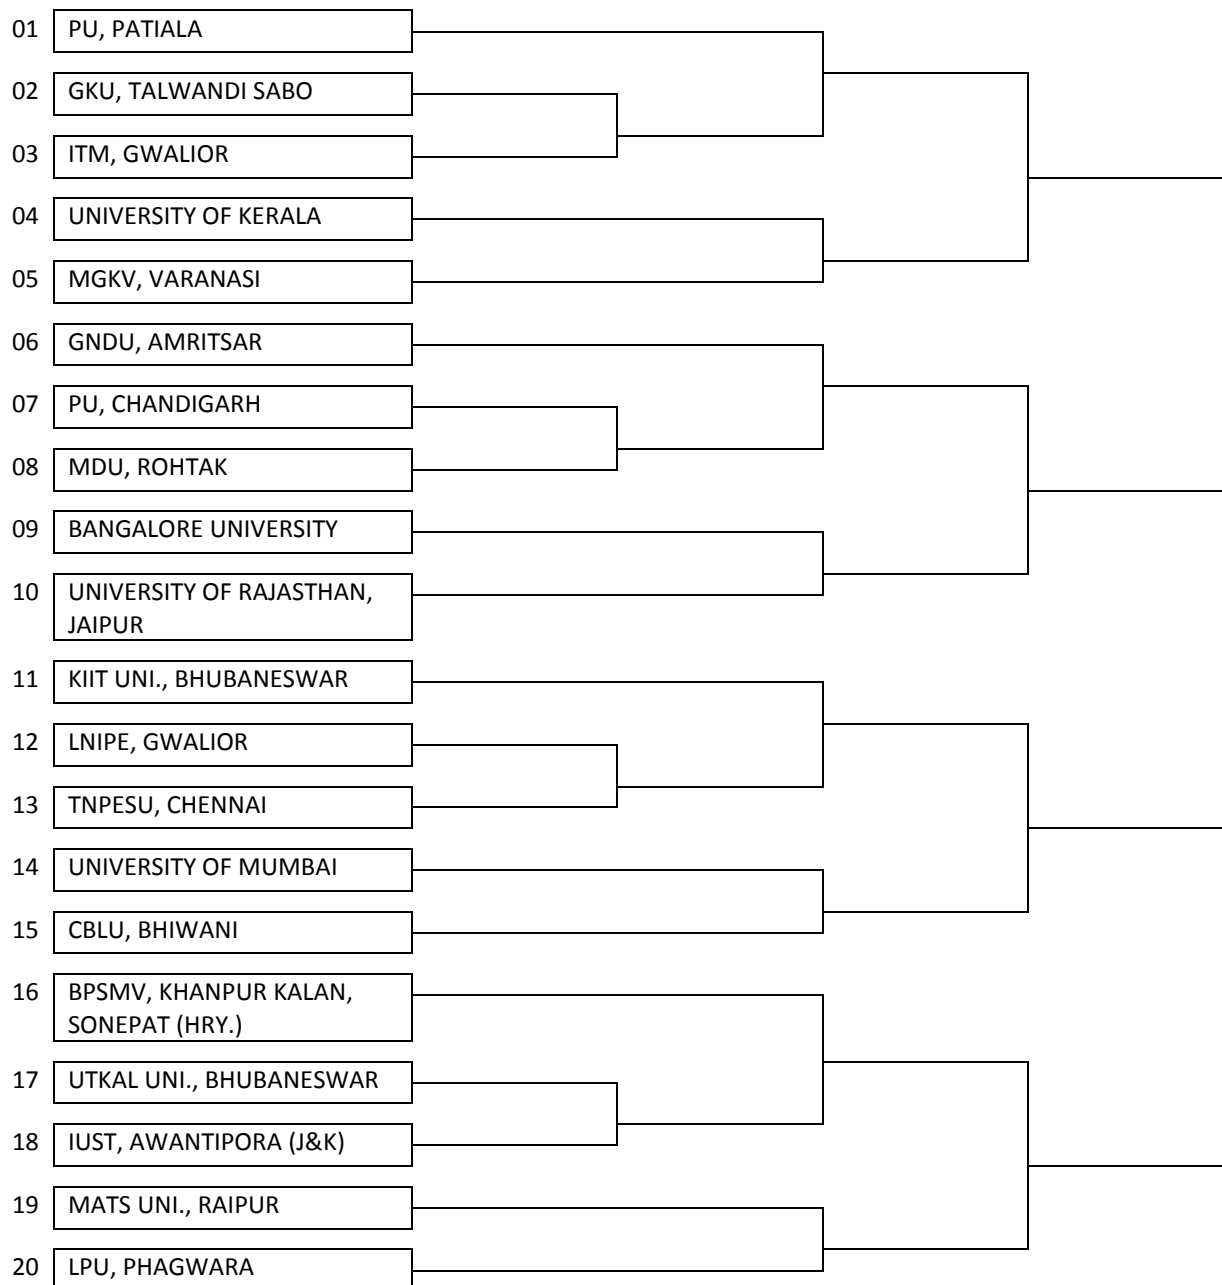 01 PU, PATIALA
02 GKU, TALWANDI SABO
03 ITM, GWALIOR
04 UNIVERSITY OF KERALA
05 MGKV, VARANASI
06 GNDU, AMRITSAR
07 PU, CHANDIGARH
08 MDU, ROHTAK
09 BANGALORE UNIVERSITY
10 UNIVERSITY OF RAJASTHAN,
JAIPUR
11 KIIT UNI., BHUBANESWAR
12 LNIPE, GWALIOR
13 TNPESU, CHENNAI
14 UNIVERSITY OF MUMBAI
15 CBLU, BHIWANI
16 BPSMV, KHANPUR KALAN,
SONEPAT (HRY.)
17 UTKAL UNI., BHUBANESWAR
18 IUST, AWANTIPORA (J&K)
19 MATS UNI., RAIPUR
20 LPU, PHAGWARA